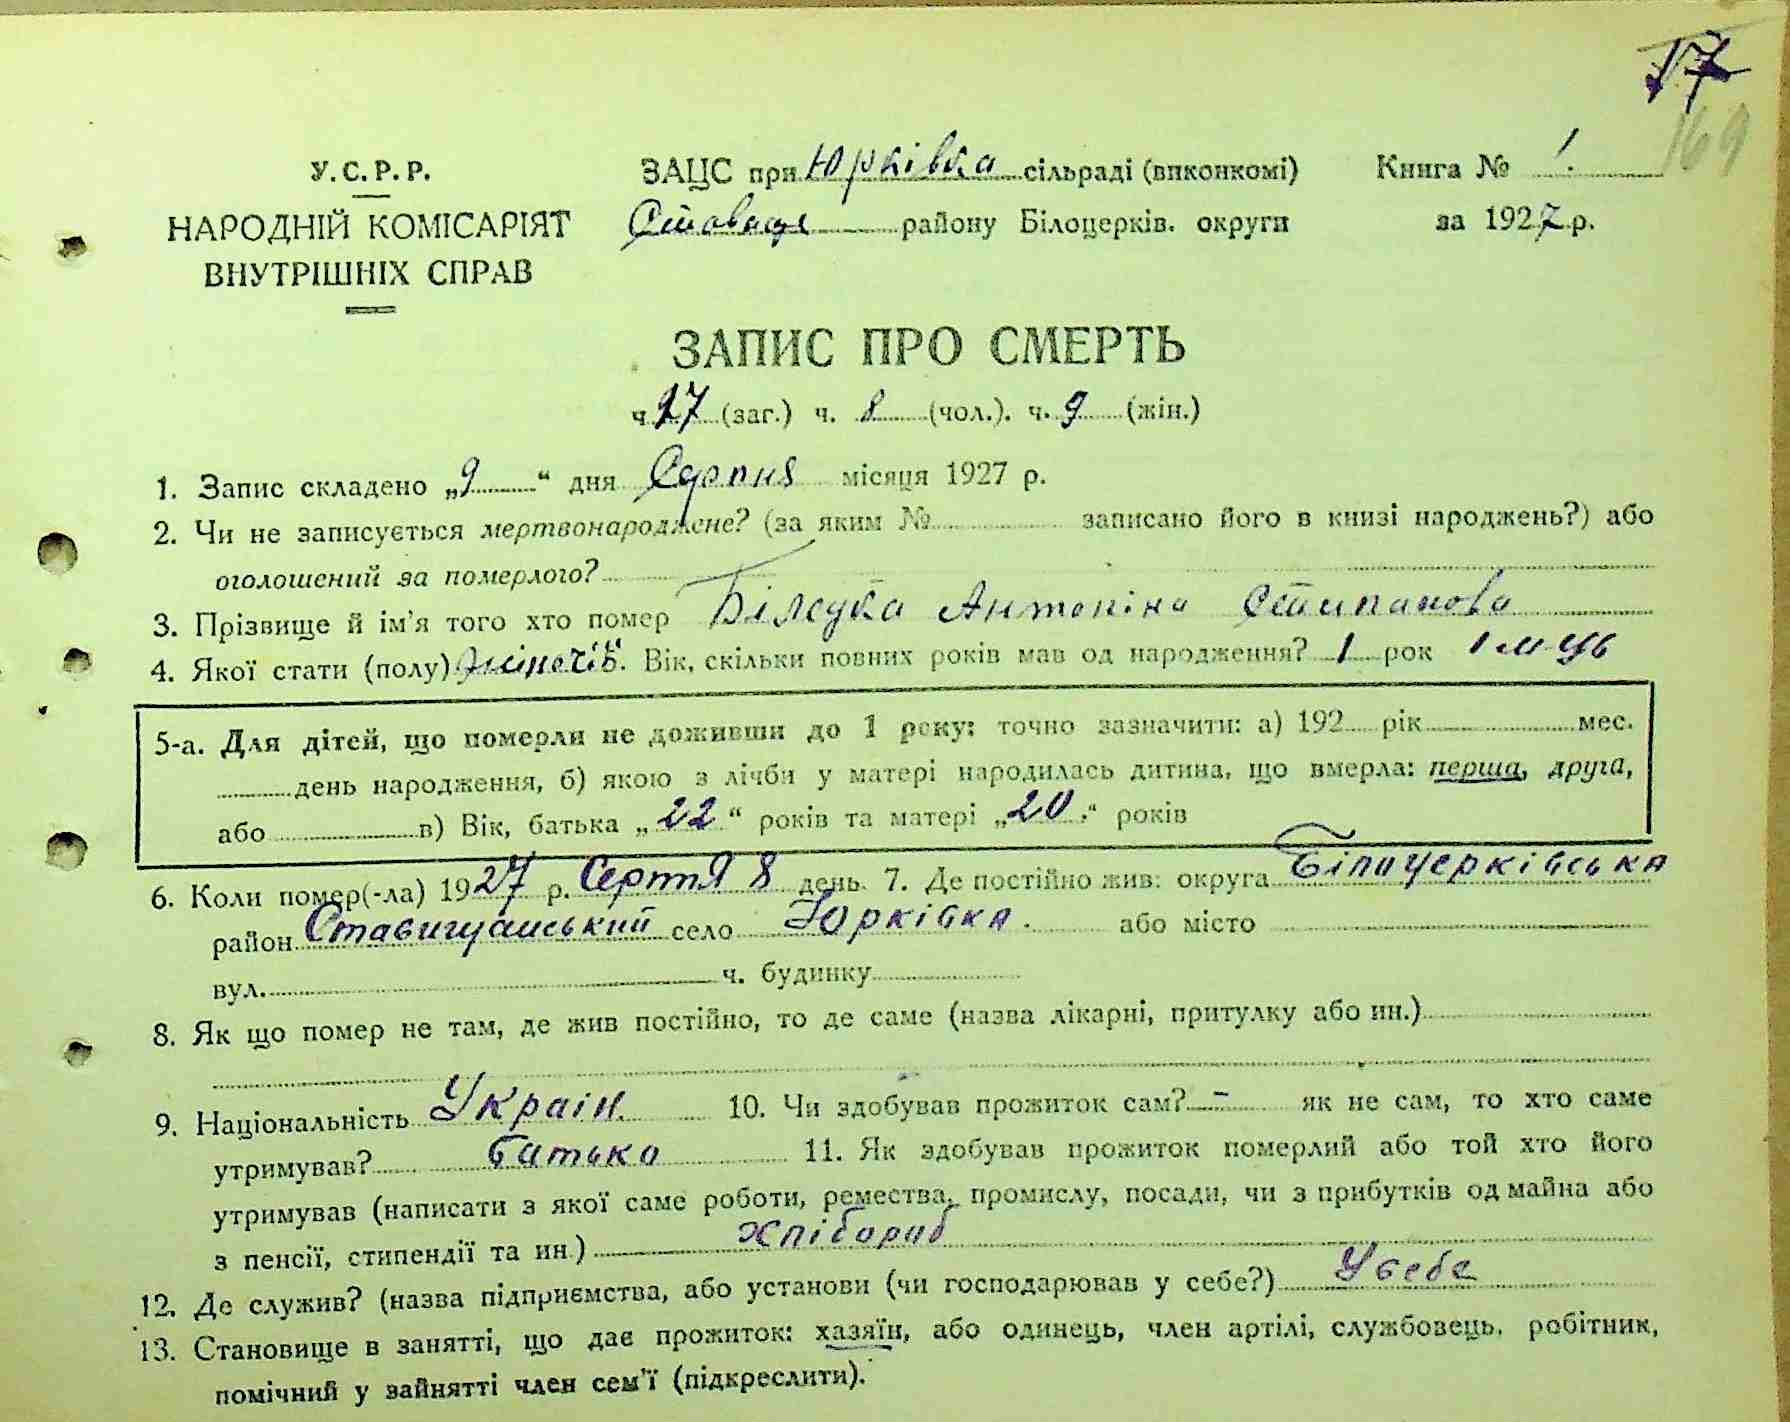 17
169
У.С.Р.Р.
НАРОДНІЙ КОМІСАРІЯТ
ВНУТРІШНІХ СПРАВ
ЗАЦС при Юрківка сільраді (виконкомі)
району Білоцерків. округи
Книга № 1.
за 1927 р.
ЗАПИС ПРО СМЕРТЬ
ч. 17 (заг.) ч. 8 (чол.). ч. 9 (жін.)
1. Запис складено „9“ дня Серпня місяця 1927 р.
2. Чи не записується мертвонароджене? (за яким № записано його в книзі народжень?) або
оголошений за померлого?
3. Прізвище й ім'я того хто помер Антоніна Степанова
4. Якої стати (полу) жіночій. Вік, скільки повних років мав од народження? 1 рок 1 м-ць
5-а. Для дітей, що померли не доживши до 1 року: точно зазначити: а) 192 рік мес.
день народження, б) якою з лічби у матері народилась дитина, що вмерла: перша, друга,
або в) Вік, батька „22“ років та матері „20.“ років
6. Коли помер(-ла) 1927 р. Серпня 8 день. 7. Де постійно жив: округа Білоцерківська
район Ставищанський село Юрківка. або місто
вул. ч. будинку
8. Як що помер не там, де жив постійно, то де саме (назва лікарні, притулку або ин.)
9. Національність Украін. 10. Чи здобував прожиток сам? - як не сам, то хто саме
утримував? батько 11. Як здобував прожиток померлий або той хто його
утримував (написати з якої саме роботи, ремества, промислу, посади, чи з прибутків од майна або
з пенсії, стипендії та ин.) хлібороб
12. Де служив? (назва підприємства, або установи (чи господарював у себе?) У себе
13. Становище в занятті, що дає прожиток: хазяїн, або одинець, член артілі, службовець, робітник,
помічний у зайнятті член сем'ї (підкреслити).